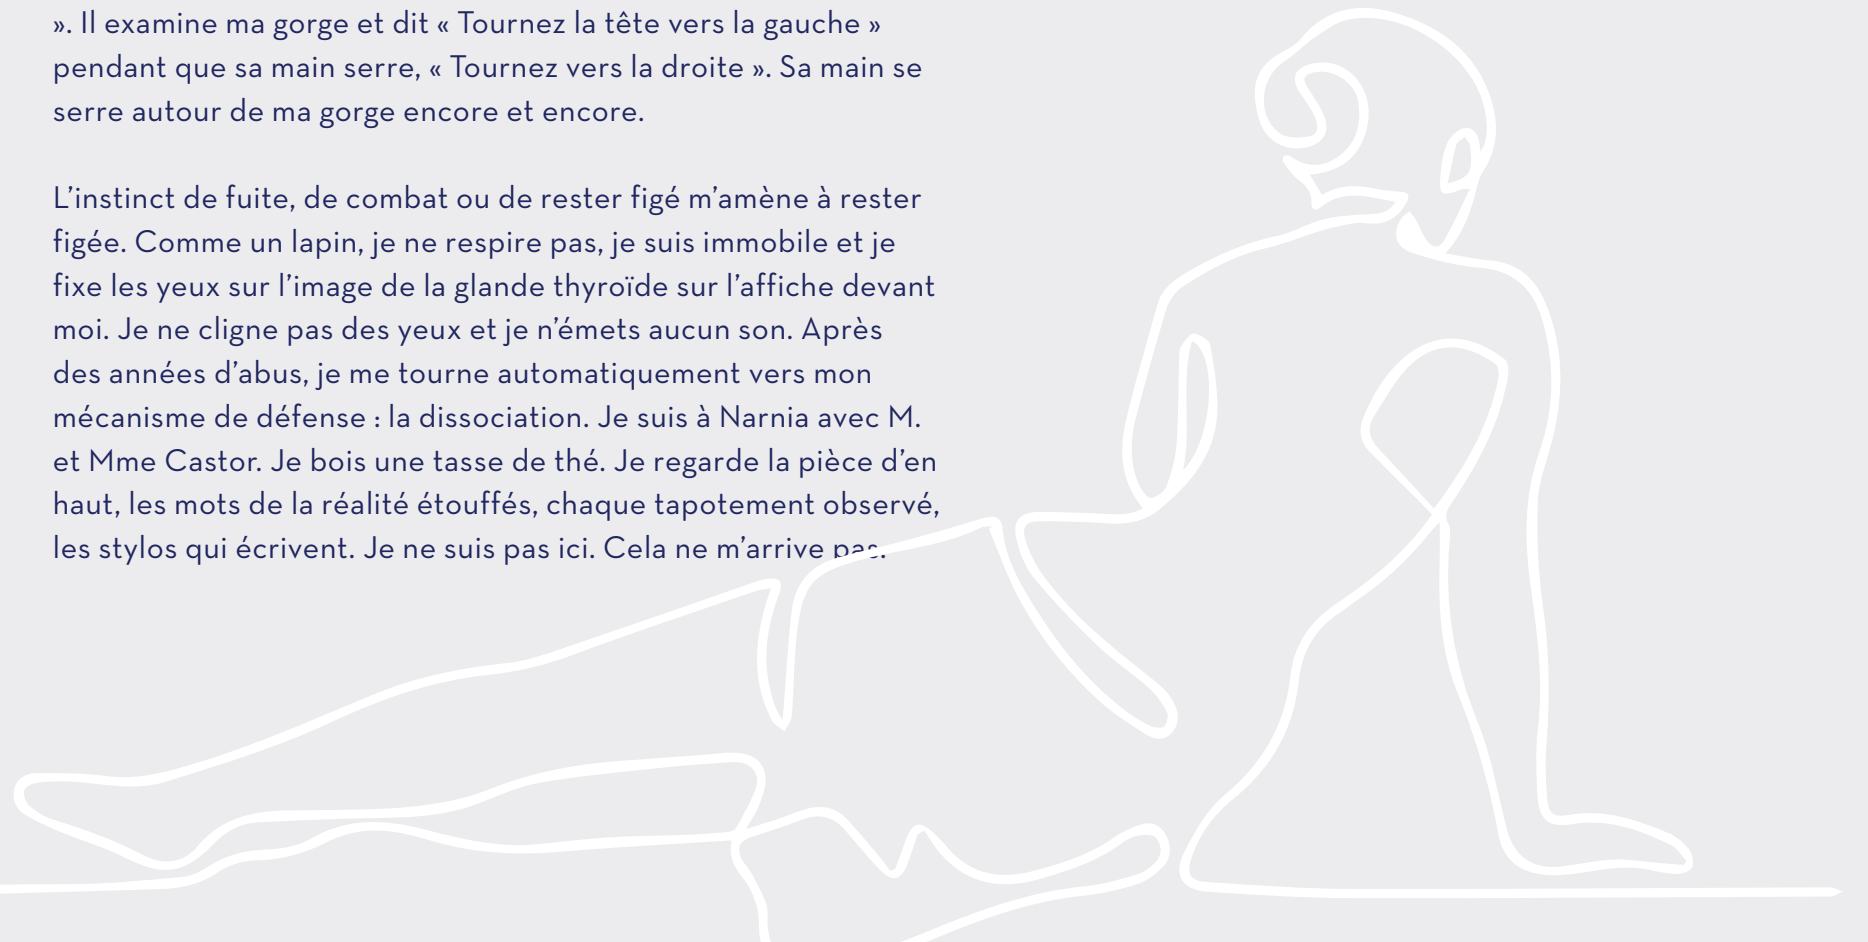 ». Il examine ma gorge et dit « Tournez la tête vers la gauche »
pendant que sa main serre, « Tournez vers la droite ». Sa main se
serre autour de ma gorge encore et encore.
L’instinct de fuite, de combat ou de rester figé m’amène à rester
figée. Comme un lapin, je ne respire pas, je suis immobile et je
fixe les yeux sur l’image de la glande thyroïde sur l’affiche devant
moi. Je ne cligne pas des yeux et je n’émets aucun son. Après
des années d’abus, je me tourne automatiquement vers mon
mécanisme de défense : la dissociation. Je suis à Narnia avec M.
et Mme Castor. Je bois une tasse de thé. Je regarde la pièce d’en
haut, les mots de la réalité étouffés, chaque tapotement observé,
les stylos qui écrivent. Je ne suis pas ici. Cela ne m’arrive pas.